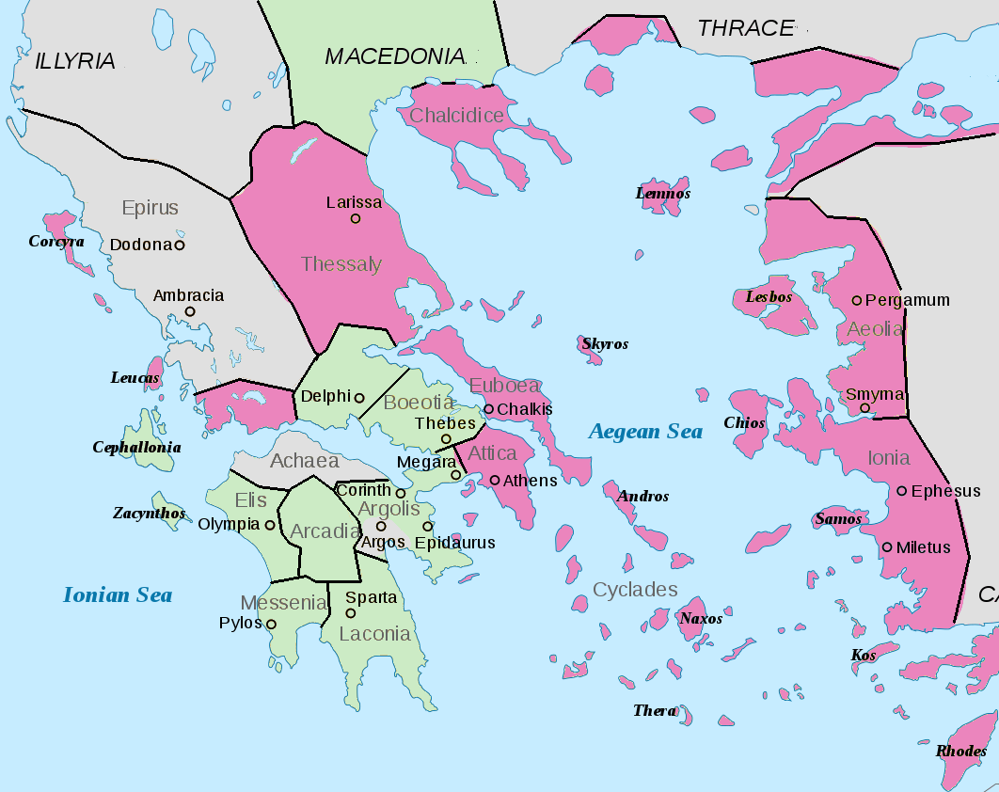 THRACE
ILLYRIA
MACEDONIA
Chalcidice
Lemnos
Larissa
Epirus
Corcyra
Dodona
Thessaly
Ambracia
Lesbos
Pergamum
Aeolia
Skyros
Leucas
Delphi
Boeotia
Euboea
Chalkis
Smyrna
Thebes
Chios
Aegean Sea
Cephallonia
Attica
Achaea
Megara
Ionia
Athens
Corinth
Ephesus
Andros
Elis
Argolis
Zacynthos
Olympia
Samos
Arcadia
Argos
Epidaurus
Miletus
Ionian Sea
Cyclades
CA
Messenia
Sparta
Pylos
Naxos
Laconia
Kos
Thera
Rhodes